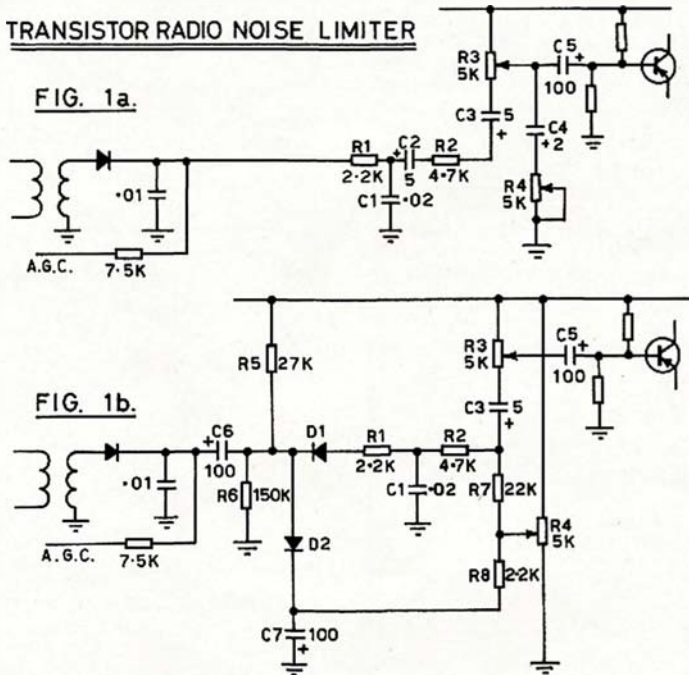 TRANSISTOR RADIO NOISE LIMITER
FIG. 1a.
R3
5K
C5 +
100
C3 5
+
C4
+2
R4
5K
R1
2·2K
C2
+
5
R2
4·7K
C1 ·02
·01
A.G.C.
7.5K
FIG. 1b.
R5 27K
R3
5K
C5 +
100
C3 5
+
C6
+
100
D1
R1
2·2K
R2
4·7K
·01
R6 150K
C1 ·02
R7 22K
R4
5K
A.G.C.
7·5K
D2
R8 2·2K
C7 100
+